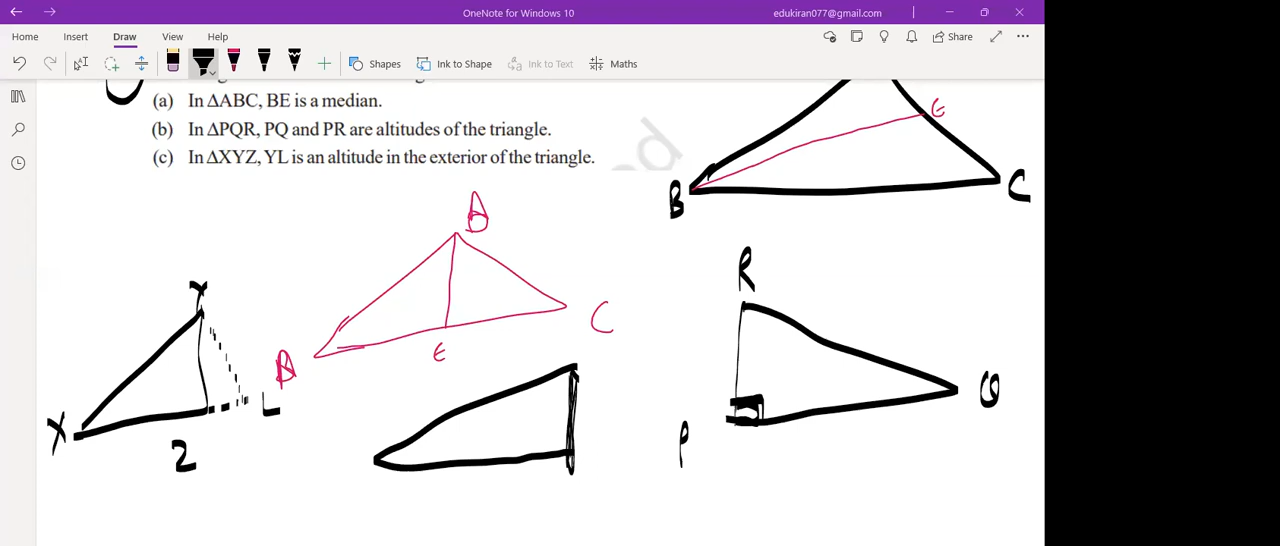 OneNote for Windows 10
edukiran077@gmail.com
Home
Insert
Draw
View
Help
Share
Shapes
Ink to Shape
Ink to Text
Maths
(a) In ΔABC, BE is a median.
(b) In ΔPQR, PQ and PR are altitudes of the triangle.
(c) In ΔXYZ, YL is an altitude in the exterior of the triangle.
E
B
C
B
A
C
E
Y
X
Z
L
R
P
Q